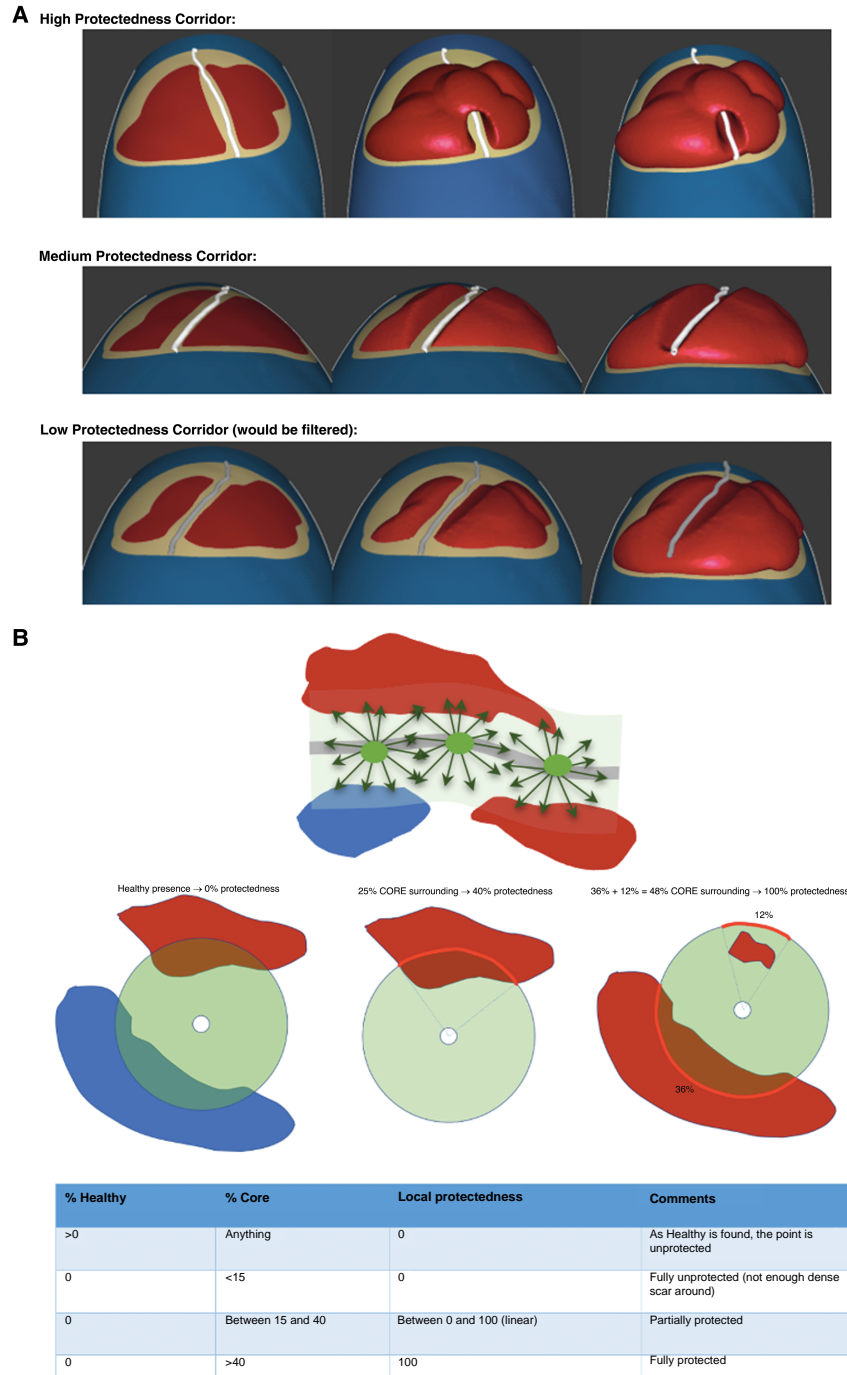 A
High Protectedness Corridor:
Medium Protectedness Corridor:
Low Protectedness Corridor (would be filtered):
B
Healthy presence → 0% protectedness
25% CORE surrounding → 40% protectedness
36% + 12% = 48% CORE surrounding → 100% protectedness
12%
36%
% Healthy % Core Local protectedness Comments
>0 Anything 0 As Healthy is found, the point is
unprotected
0 <15 0 Fully unprotected (not enough dense
scar around)
0 Between 15 and 40 Between 0 and 100 (linear) Partially protected
0 >40 100 Fully protected